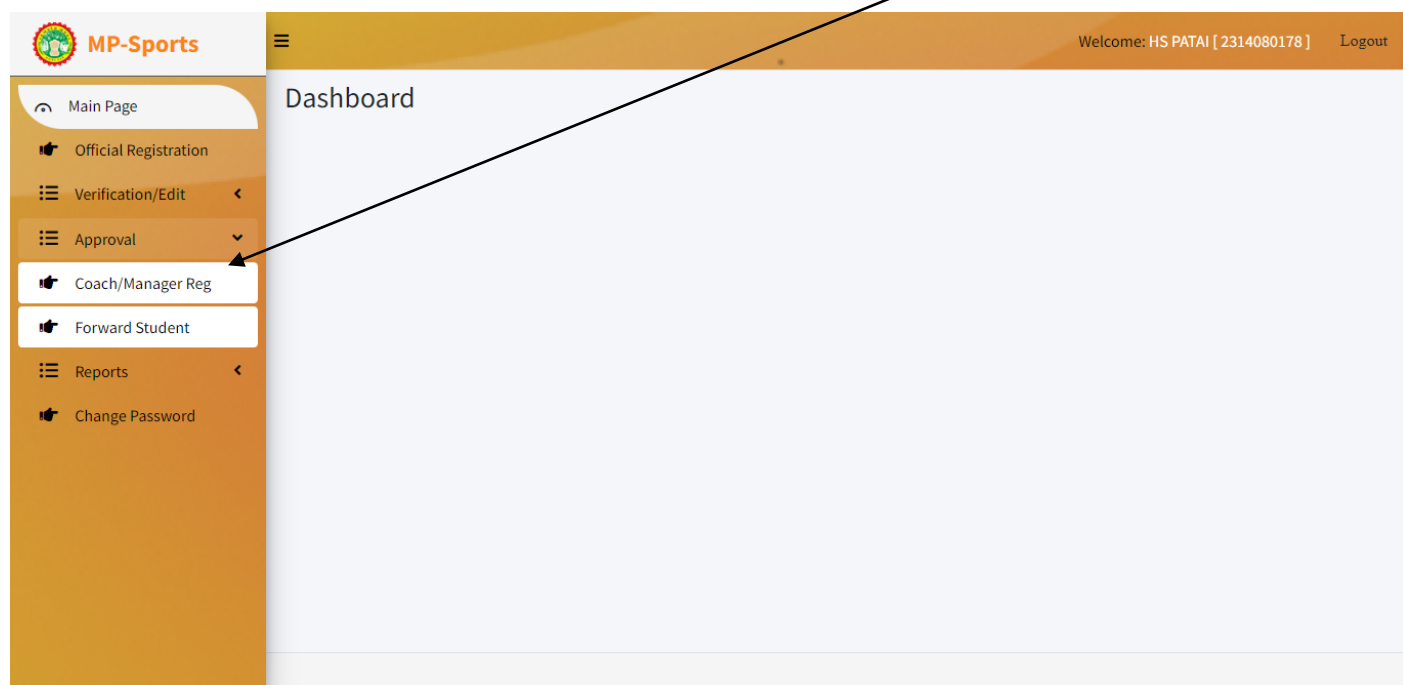 MP-Sports
Welcome: HS PATAI [ 2314080178 ] Logout
Main Page
Dashboard
Official Registration
Verification/Edit
Approval
Coach/Manager Reg
Forward Student
Reports
Change Password